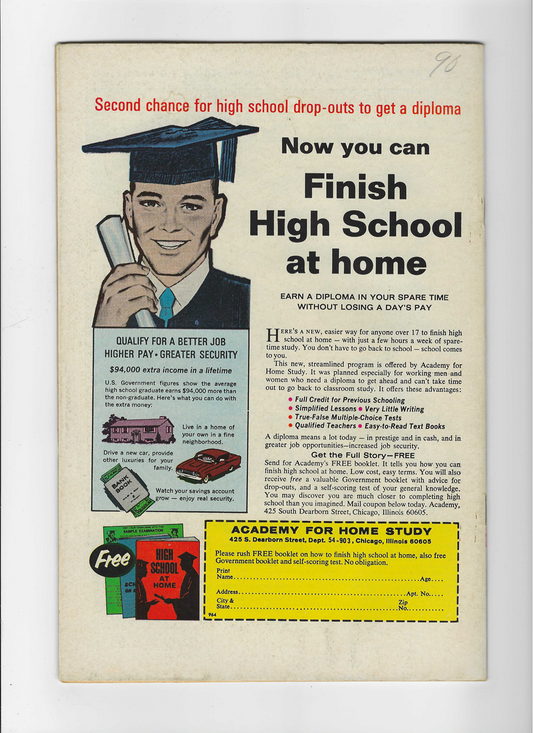 96
Second chance for high school drop-outs to get a diploma
Now you can
Finish
High School
at home
EARN A DIPLOMA IN YOUR SPARE TIME
WITHOUT LOSING A DAY'S PAY
HERE'S A NEW, easier way for anyone over 17 to finish high
school at home — with just a few hours a week of spare-
time study. You don't have to go back to school — school comes
to you.
This new, streamlined program is offered by Academy for
Home Study. It was planned especially for working men and
women who need a diploma to get ahead and can't take time
out to go back to classroom study. It offers these advantages:
• Full Credit for Previous Schooling
• Simplified Lessons • Very Little Writing
• True-False Multiple-Choice Tests
• Qualified Teachers • Easy-to-Read Text Books
A diploma means a lot today — in prestige and in cash, and in
greater job opportunities—increased job security.
Get the Full Story—FREE
Send for Academy's FREE booklet. It tells you how you can
finish high school at home. Low cost, easy terms. You will also
receive free a valuable Government booklet with advice for
drop-outs, and a self-scoring test of your general knowledge.
You may discover you are much closer to completing high
school than you imagined. Mail coupon below today. Academy,
425 South Dearborn Street, Chicago, Illinois 60605.
QUALIFY FOR A BETTER JOB
HIGHER PAY • GREATER SECURITY
$94,000 extra income in a lifetime
U.S. Government figures show the average
high school graduate earns $94,000 more than
the non-graduate. Here's what you can do with
the extra money:
Live in a home of
your own in a fine
neighborhood.
Drive a new car, provide
other luxuries for your
family.
BANK
BOOK
Watch your savings account
grow — enjoy real security.
Free
SAMPLE EXAMINATION
HIGH
SCHOOL
AT
HOME
ACADEMY FOR HOME STUDY
425 S. Dearborn Street, Dept. 54-903, Chicago, Illinois 60605
Please rush FREE booklet on how to finish high school at home, also free
Government booklet and self-scoring test. No obligation.
Print
Name Age
Address Apt. No.
City & Zip
State No.
964